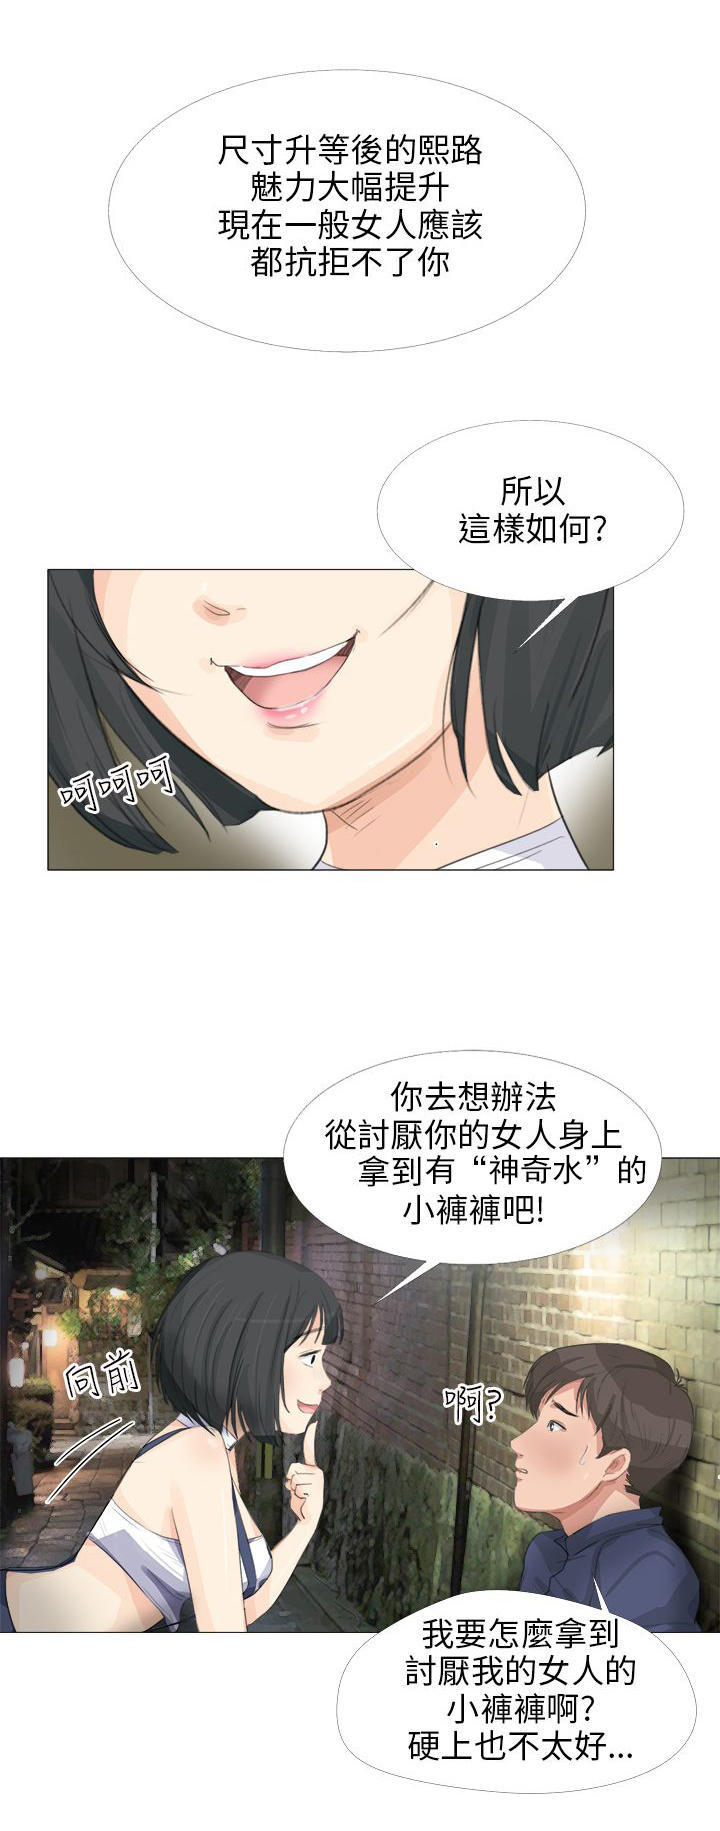 尺寸升等後的熙路
魅力大幅提升
現在一般女人應該
都抗拒不了你
所以
這樣如何?
呵呵呵
你去想辦法
從討厭你的女人身上
拿到有“神奇水”的
小褲褲吧!
向前
啊?
我要怎麼拿到
討厭我的女人的
小褲褲啊?
硬上也不太好...